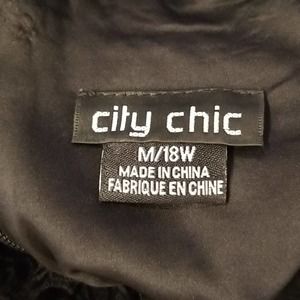 city chic
M/18W
MADE IN CHINA
FABRIQUE EN CHINE